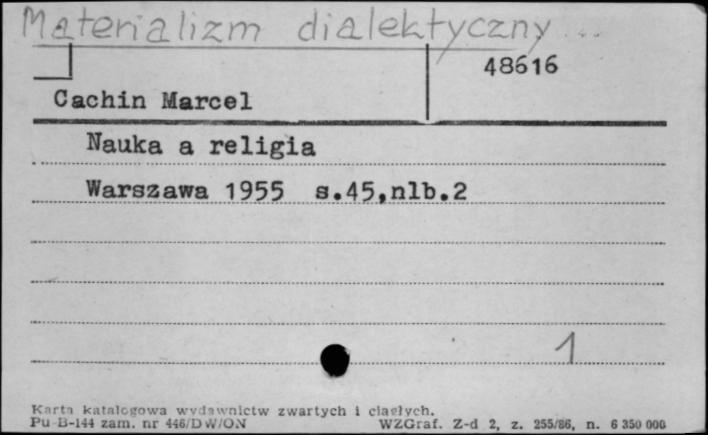 Materializm dialektyczny...
48616
Cachin Marcel
Nauka a religia
Warszawa 1955 s.45,nlb.2
1
Karta katalogowa wydawnictw zwartych i ciągłych.
Pu-B-144 zam. nr 446/DW/ON WZGraf. Z-d 2, z. 255/86, n. 6 350 000